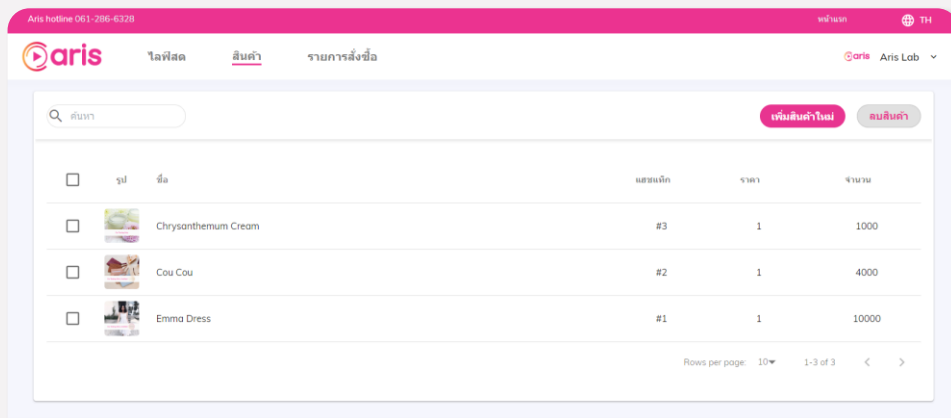 Aris hotline 061-286-6328 หน้าแรก TH
aris ไลฟ์สด สินค้า รายการสั่งซื้อ aris Aris Lab
ค้นหา เพิ่มสินค้าใหม่ ลบสินค้า
รูป ชื่อ แฮชแท็ก ราคา จำนวน
Chrysanthemum Cream #3 1 1000
Cou Cou #2 1 4000
Emma Dress #1 1 10000
Rows per page: 10 1-3 of 3